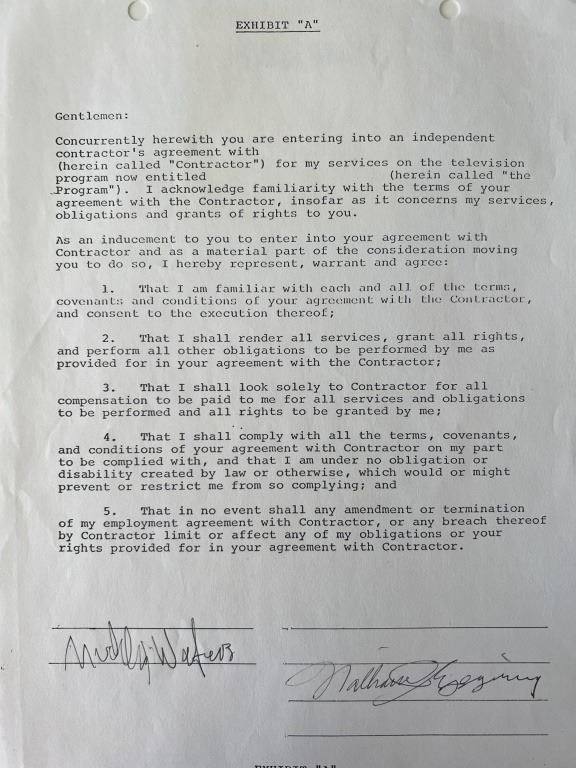 EXHIBIT "A"
Gentlemen:
Concurrently herewith you are entering into an independent
contractor's agreement with
(herein called "Contractor") for my services on the television
program now entitled (herein called "the
Program"). I acknowledge familiarity with the terms of your
agreement with the Contractor, insofar as it concerns my services,
obligations and grants of rights to you.
As an inducement to you to enter into your agreement with
Contractor and as a material part of the consideration moving
you to do so, I hereby represent, warrant and agree:
1. That I am familiar with each and all of the terms,
covenants and conditions of your agreement with the Contractor,
and consent to the execution thereof;
2. That I shall render all services, grant all rights,
and perform all other obligations to be performed by me as
provided for in your agreement with the Contractor;
3. That I shall look solely to Contractor for all
compensation to be paid to me for all services and obligations
to be performed and all rights to be granted by me;
4. That I shall comply with all the terms, covenants,
and conditions of your agreement with Contractor on my part
to be complied with, and that I am under no obligation or
disability created by law or otherwise, which would or might
prevent or restrict me from so complying; and
5. That in no event shall any amendment or termination
of my employment agreement with Contractor, or any breach thereof
by Contractor limit or affect any of my obligations or your
rights provided for in your agreement with Contractor.
Waters
EXHIBIT "A"